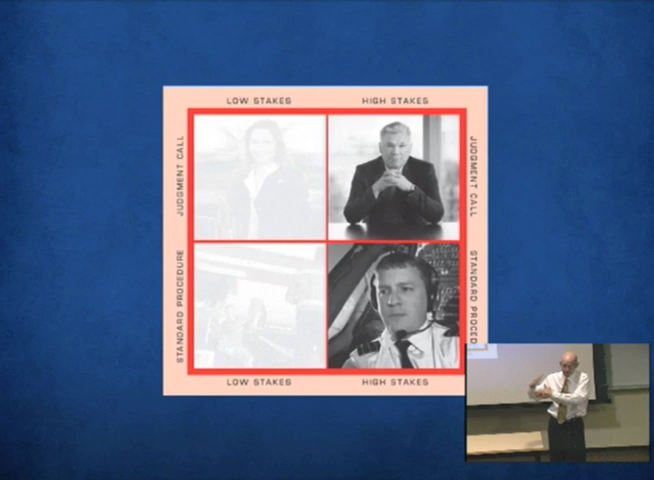 LOW STAKES HIGH STAKES
JUDGMENT CALL
JUDGMENT CALL
STANDARD PROCEDURE
STANDARD PROCED
LOW STAKES HIGH STAKES